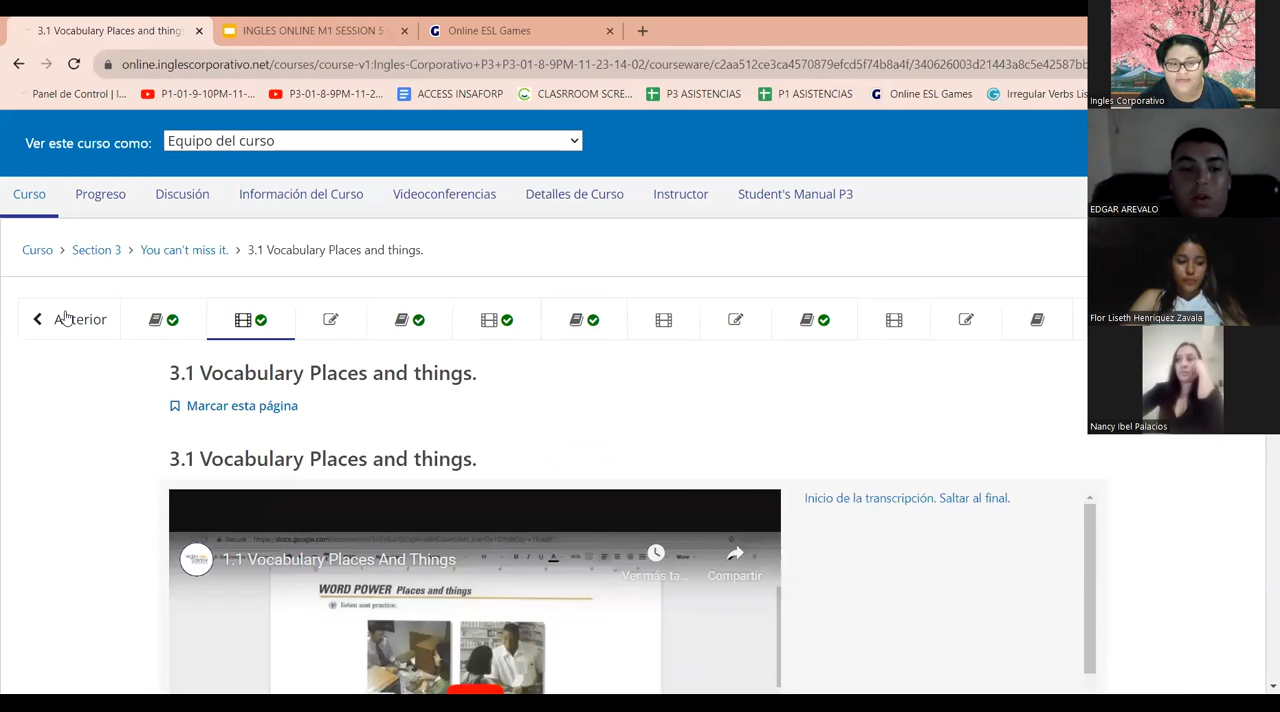 3.1 Vocabulary Places and things
INGLES ONLINE M1 SESSION 5
Online ESL Games
online.inglescorporativo.net/courses/course-v1:Ingles-Corporativo+P3+P3-01-8-9PM-11-23-14-02/courseware/c2aa512ce3ca4570879efcd5f74b8a4f/340626003d21443a8c5e42587bb
Panel de Control | I...
P1-01-9-10PM-11-...
P3-01-8-9PM-11-2...
ACCESS INSAFORP
CLASRROOM SCRE...
P3 ASISTENCIAS
P1 ASISTENCIAS
Online ESL Games
Irregular Verbs Lis
Ver este curso como:
Equipo del curso
Curso
Progreso
Discusión
Información del Curso
Videoconferencias
Detalles de Curso
Instructor
Student's Manual P3
Curso > Section 3 > You can't miss it. > 3.1 Vocabulary Places and things.
Anterior
3.1 Vocabulary Places and things.
Marcar esta página
3.1 Vocabulary Places and things.
Inicio de la transcripción. Saltar al final.
1.1 Vocabulary Places And Things
Ver más ta...
Compartir
WORD POWER Places and things
Listen and practice.
Ingles Corporativo
EDGAR AREVALO
Flor Liseth Henriquez Zavala
Nancy Ibel Palacios